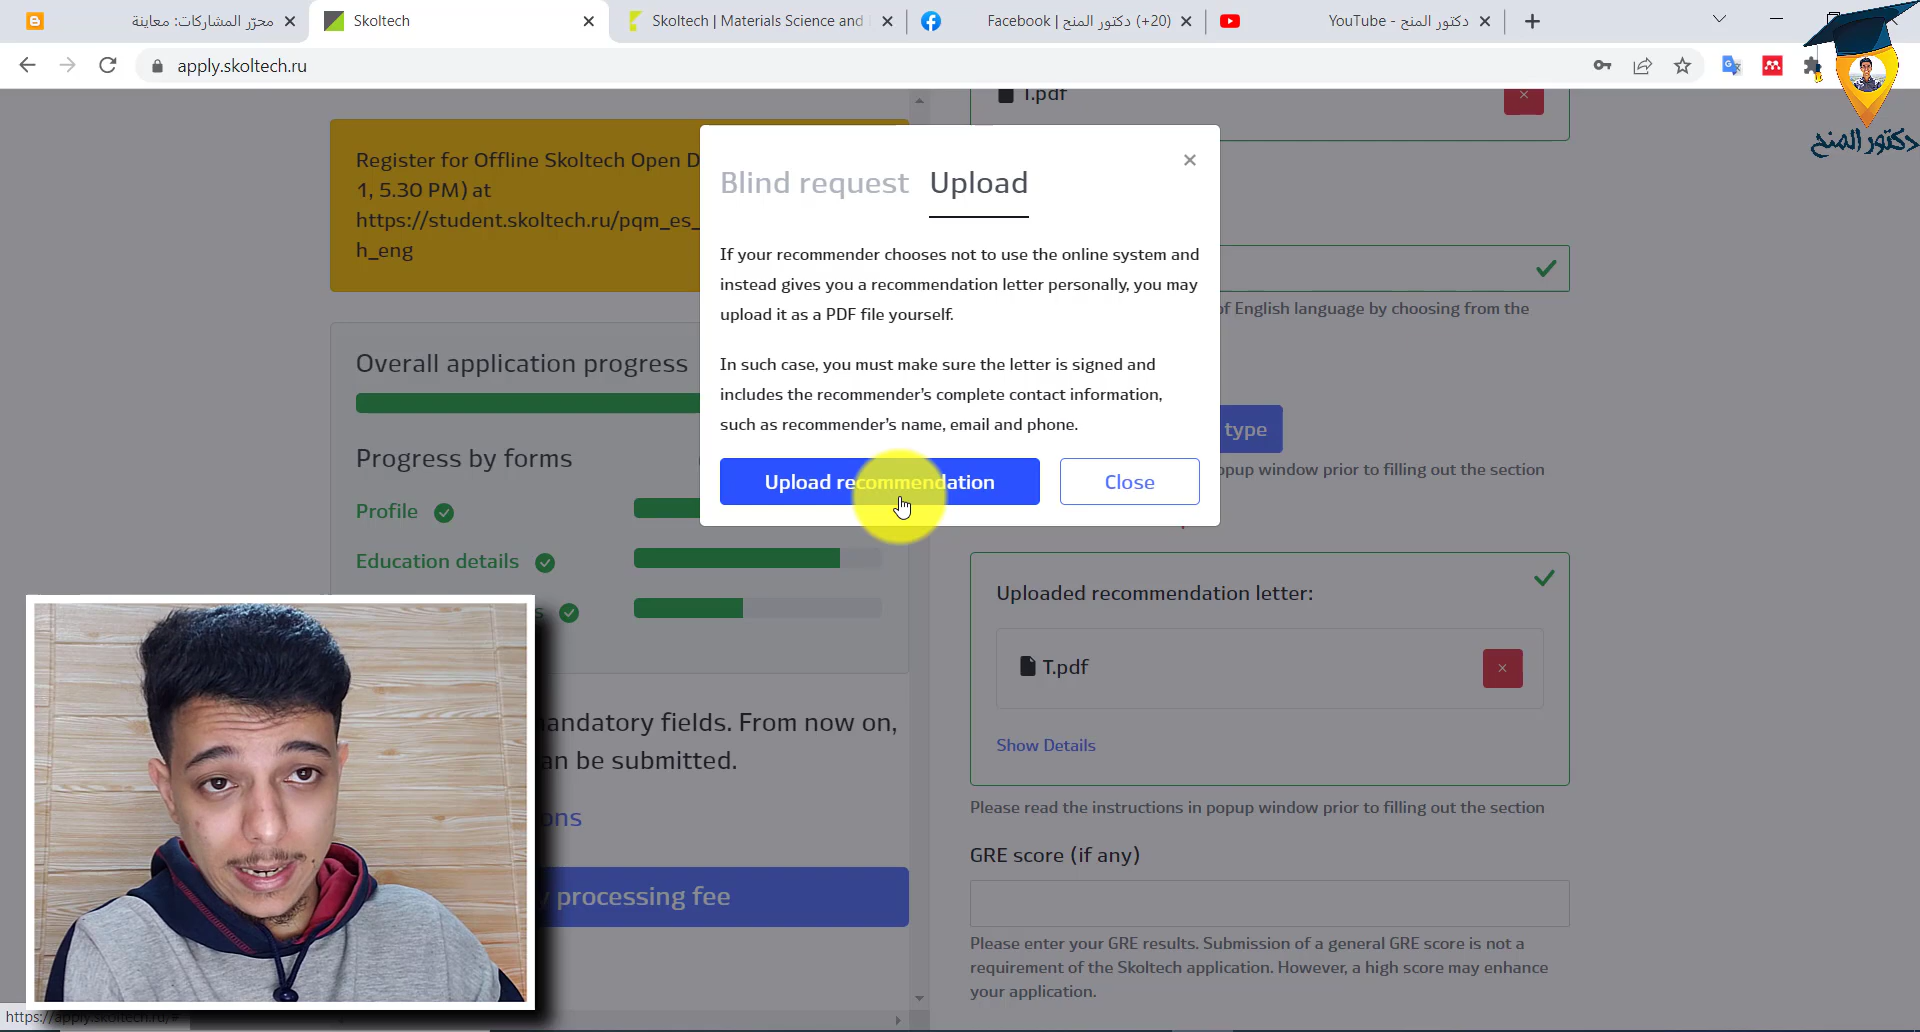 محرّر المشاركات: معاينة
Skoltech
Skoltech | Materials Science and
Facebook | دكتور المنح (+20)
YouTube - دكتور المنح
apply.skoltech.ru
دكتور المنح
Register for Offline Skoltech Open D
1, 5.30 PM) at
https://student.skoltech.ru/pqm_es_
h_eng
Overall application progress
Progress by forms
Profile
Education details
s
mandatory fields. From now on,
an be submitted.
ons
y processing fee
https://apply.skoltech.ru/#
Blind request
Upload
If your recommender chooses not to use the online system and
instead gives you a recommendation letter personally, you may
upload it as a PDF file yourself.
In such case, you must make sure the letter is signed and
includes the recommender's complete contact information,
such as recommender's name, email and phone.
Upload recommendation
Close
T.pdf
of English language by choosing from the
type
popup window prior to filling out the section
Uploaded recommendation letter:
T.pdf
Show Details
Please read the instructions in popup window prior to filling out the section
GRE score (if any)
Please enter your GRE results. Submission of a general GRE score is not a
requirement of the Skoltech application. However, a high score may enhance
your application.